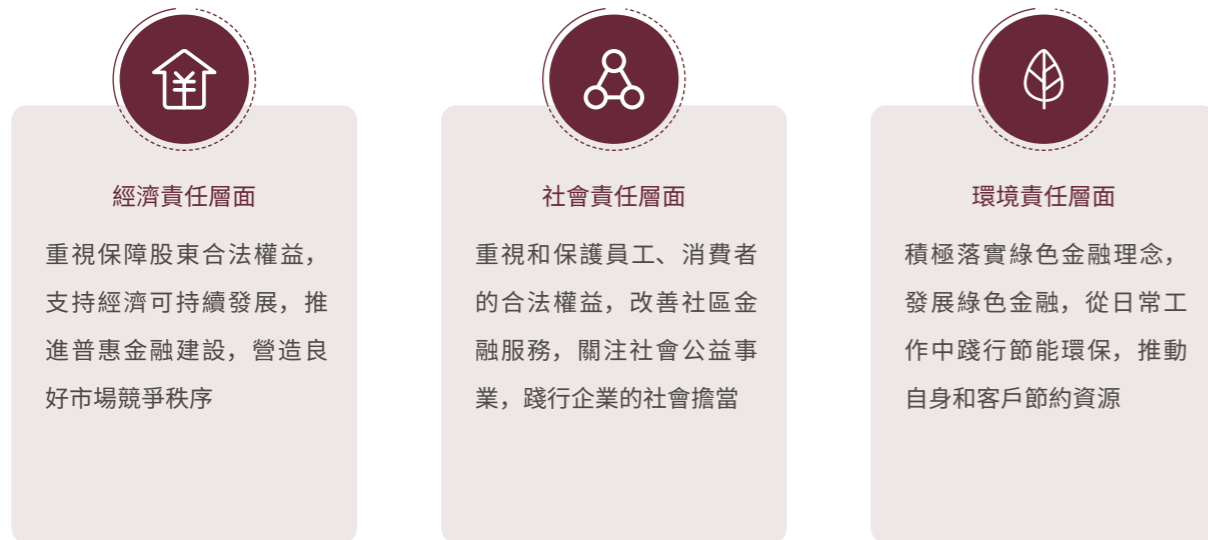 經濟責任層面
重視保障股東合法權益，
支持經濟可持續發展，推
進普惠金融建設，營造良
好市場競爭秩序
社會責任層面
重視和保護員工、消費者
的合法權益，改善社區金
融服務，關注社會公益事
業，踐行企業的社會擔當
環境責任層面
積極落實綠色金融理念，
發展綠色金融，從日常工
作中踐行節能環保，推動
自身和客戶節約資源